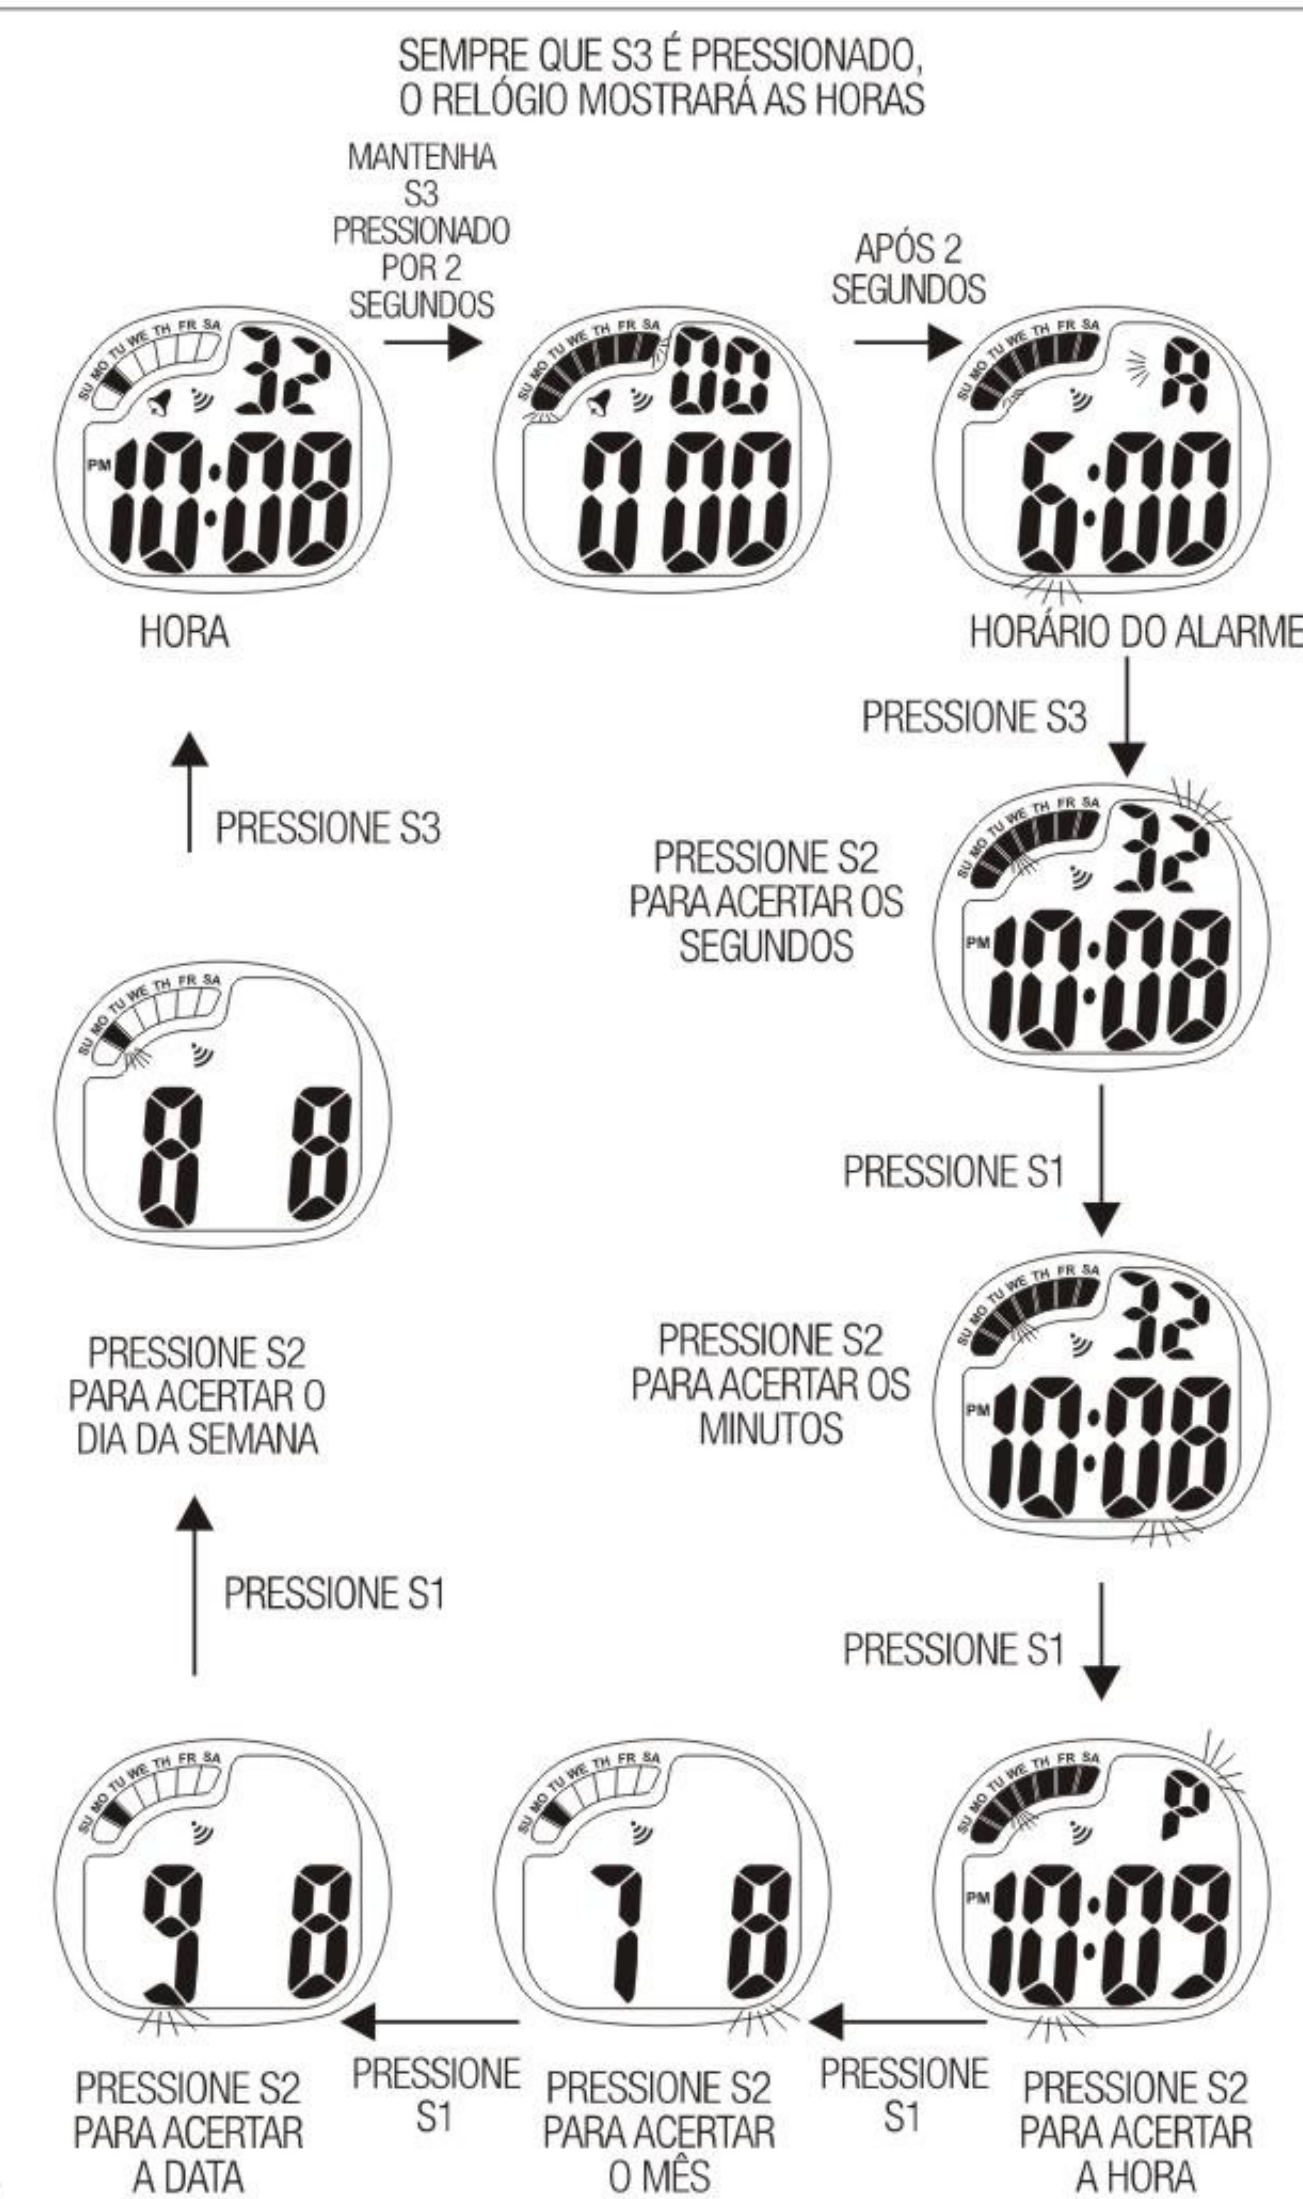 SEMPRE QUE S3 É PRESSIONADO,
O RELÓGIO MOSTRARÁ AS HORAS
MANTENHA
S3
PRESSIONADO
POR 2
SEGUNDOS
APÓS 2
SEGUNDOS
SU MO TU WE TH FR SA
32
PM 10:08
HORA
SU MO TU WE TH FR SA
00
0 00
SU MO TU WE TH FR SA
A
6:00
HORÁRIO DO ALARME
PRESSIONE S3
SU MO TU WE TH FR SA
32
PM 10:08
PRESSIONE S2
PARA ACERTAR OS
SEGUNDOS
PRESSIONE S1
SU MO TU WE TH FR SA
32
PM 10:08
PRESSIONE S2
PARA ACERTAR OS
MINUTOS
PRESSIONE S1
SU MO TU WE TH FR SA
P
PM 10:09
PRESSIONE S2
PARA ACERTAR
A HORA
PRESSIONE
S1
SU MO TU WE TH FR SA
7 8
PRESSIONE S2
PARA ACERTAR
O MÊS
PRESSIONE
S1
SU MO TU WE TH FR SA
9 8
PRESSIONE S2
PARA ACERTAR
A DATA
PRESSIONE S1
SU MO TU WE TH FR SA
8 8
PRESSIONE S2
PARA ACERTAR O
DIA DA SEMANA
PRESSIONE S3